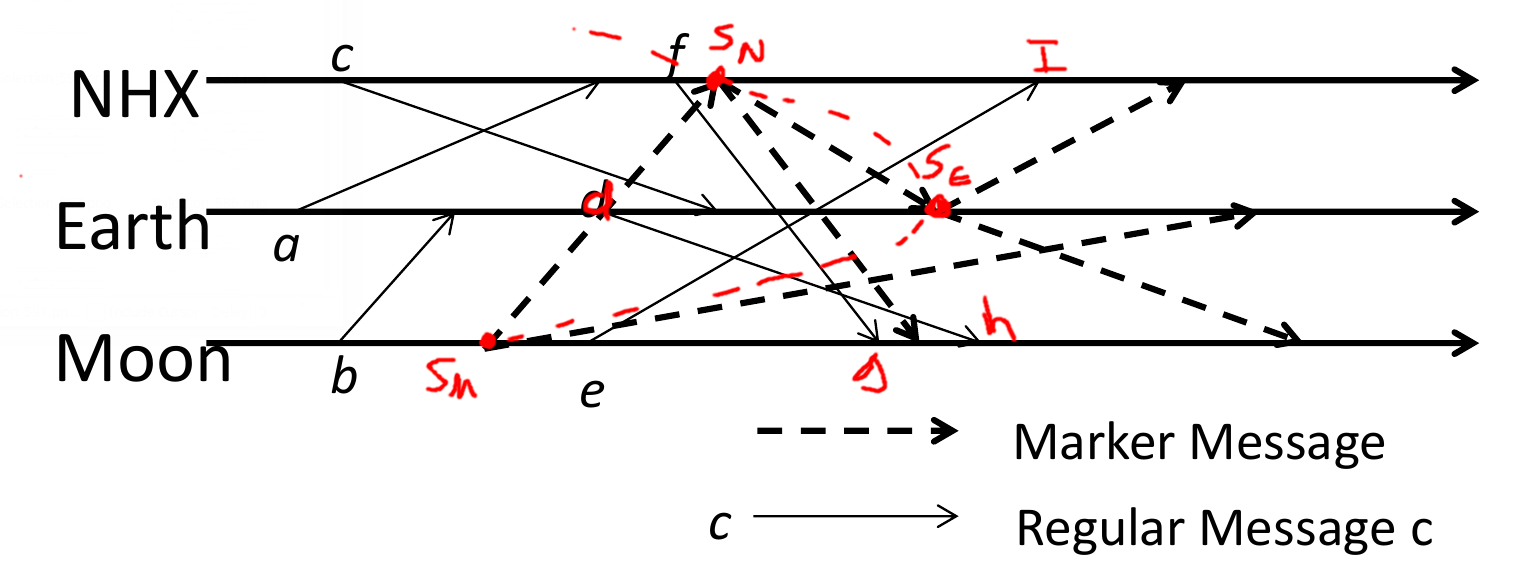 c f S_N I
NHX
S_E
d
Earth
a
Moon
b S_M e g h
Marker Message
c Regular Message c